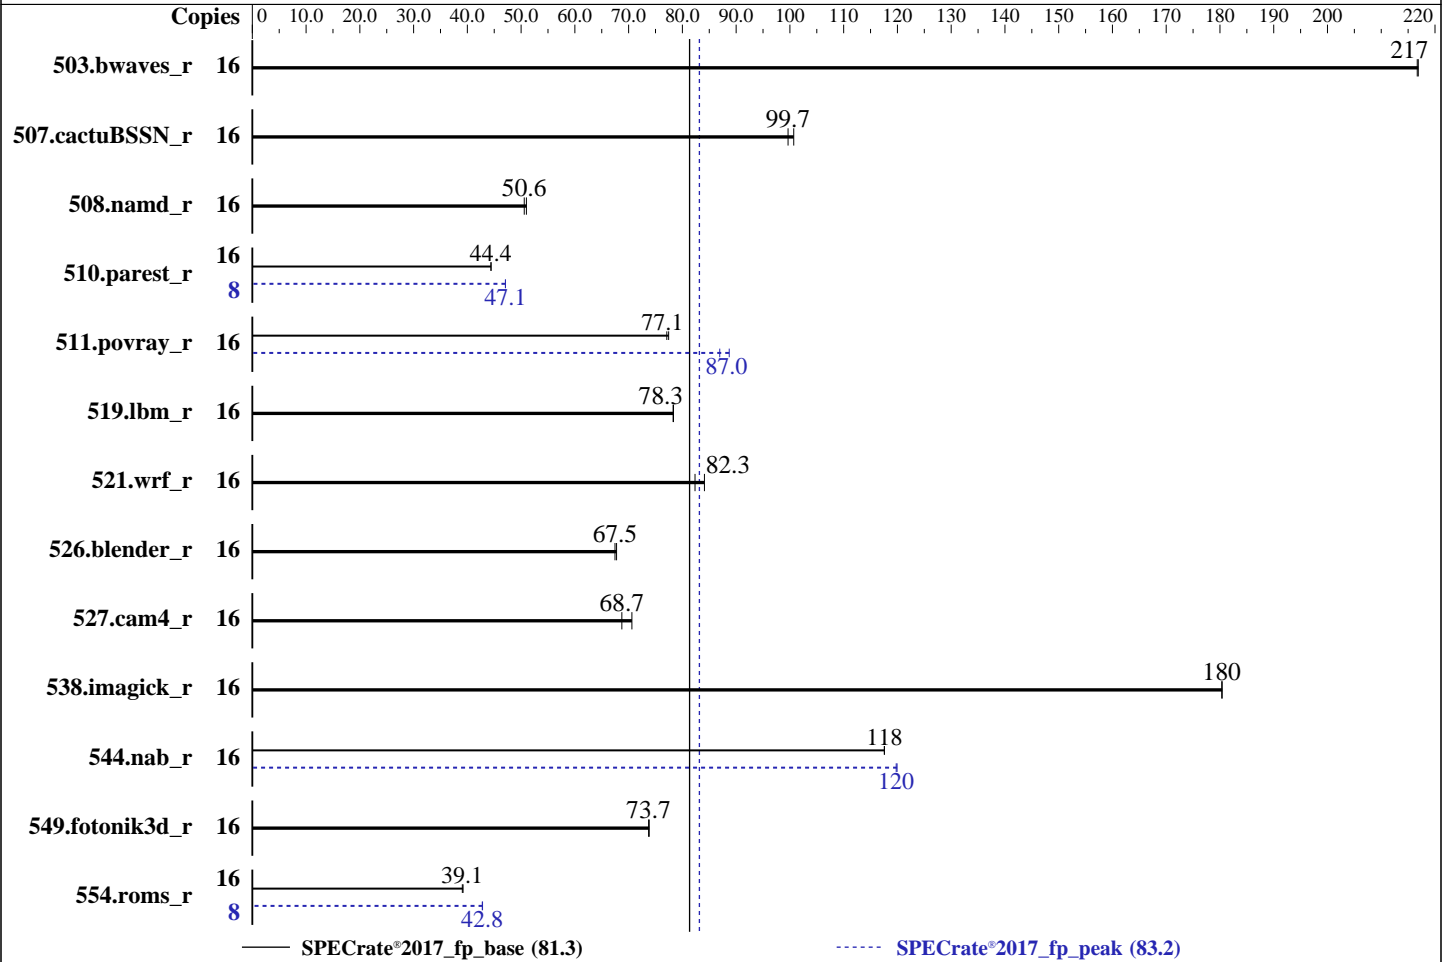 Copies 0 10.0 20.0 30.0 40.0 50.0 60.0 70.0 80.0 90.0 100 110 120 130 140 150 160 170 180 190 200 220
503.bwaves_r 16 217
507.cactuBSSN_r 16 99.7
508.namd_r 16 50.6
510.parest_r 16 44.4
8 47.1
511.povray_r 16 77.1
87.0
519.lbm_r 16 78.3
521.wrf_r 16 82.3
526.blender_r 16 67.5
527.cam4_r 16 68.7
538.imagick_r 16 180
544.nab_r 16 118
120
549.fotonik3d_r 16 73.7
554.roms_r 16 39.1
8 42.8
SPECrate®2017_fp_base (81.3) SPECrate®2017_fp_peak (83.2)